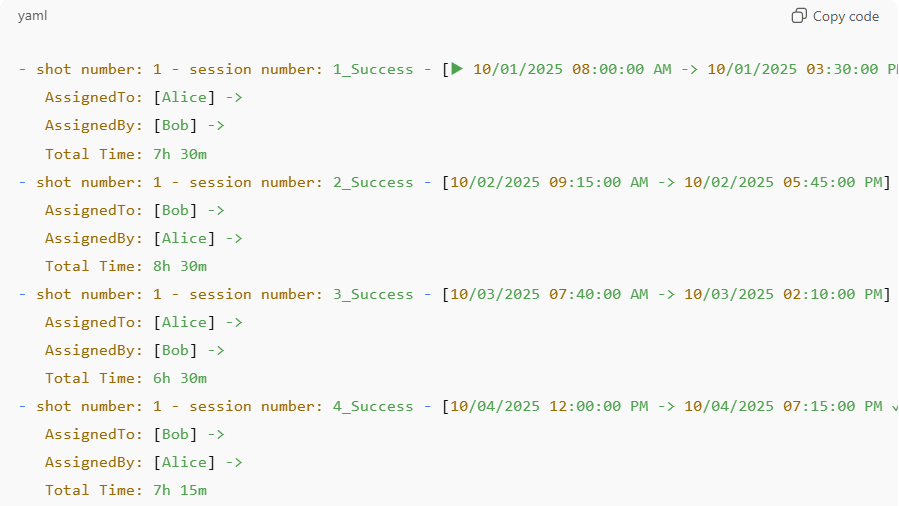 yaml
Copy code
- shot number: 1 - session number: 1_Success - [▶ 10/01/2025 08:00:00 AM -> 10/01/2025 03:30:00
AssignedTo: [Alice] ->
AssignedBy: [Bob] ->
Total Time: 7h 30m
- shot number: 1 - session number: 2_Success - [10/02/2025 09:15:00 AM -> 10/02/2025 05:45:00 PM]
AssignedTo: [Bob] ->
AssignedBy: [Alice] ->
Total Time: 8h 30m
- shot number: 1 - session number: 3_Success - [10/03/2025 07:40:00 AM -> 10/03/2025 02:10:00 PM]
AssignedTo: [Alice] ->
AssignedBy: [Bob] ->
Total Time: 6h 30m
- shot number: 1 - session number: 4_Success - [10/04/2025 12:00:00 PM -> 10/04/2025 07:15:00 PM
AssignedTo: [Bob] ->
AssignedBy: [Alice] ->
Total Time: 7h 15m